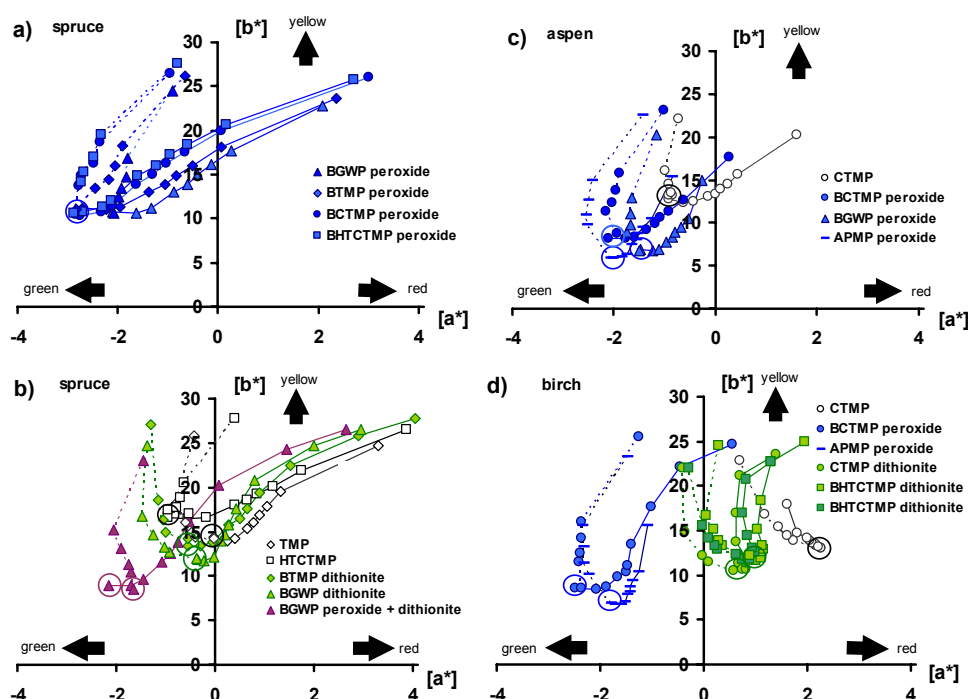 a) spruce
[b*]
yellow
30
25
20
15
10
5
0
BGWP peroxide
BTMP peroxide
BCTMP peroxide
BHTCTMP peroxide
green
red
[a*]
-4
-2
0
2
4
c) aspen
[b*]
yellow
30
25
20
15
10
5
0
CTMP
BCTMP peroxide
BGWP peroxide
APMP peroxide
green
red
[a*]
-4
-2
0
2
4
b) spruce
[b*]
yellow
30
25
20
15
10
5
0
TMP
HTCTMP
BTMP dithionite
BGWP dithionite
BGWP peroxide + dithionite
green
red
[a*]
-4
-2
0
2
4
d) birch
[b*]
yellow
30
25
20
15
10
5
0
CTMP
BCTMP peroxide
APMP peroxide
CTMP dithionite
BHTCTMP dithionite
BHTCTMP dithionite
green
red
[a*]
-4
-2
0
2
4